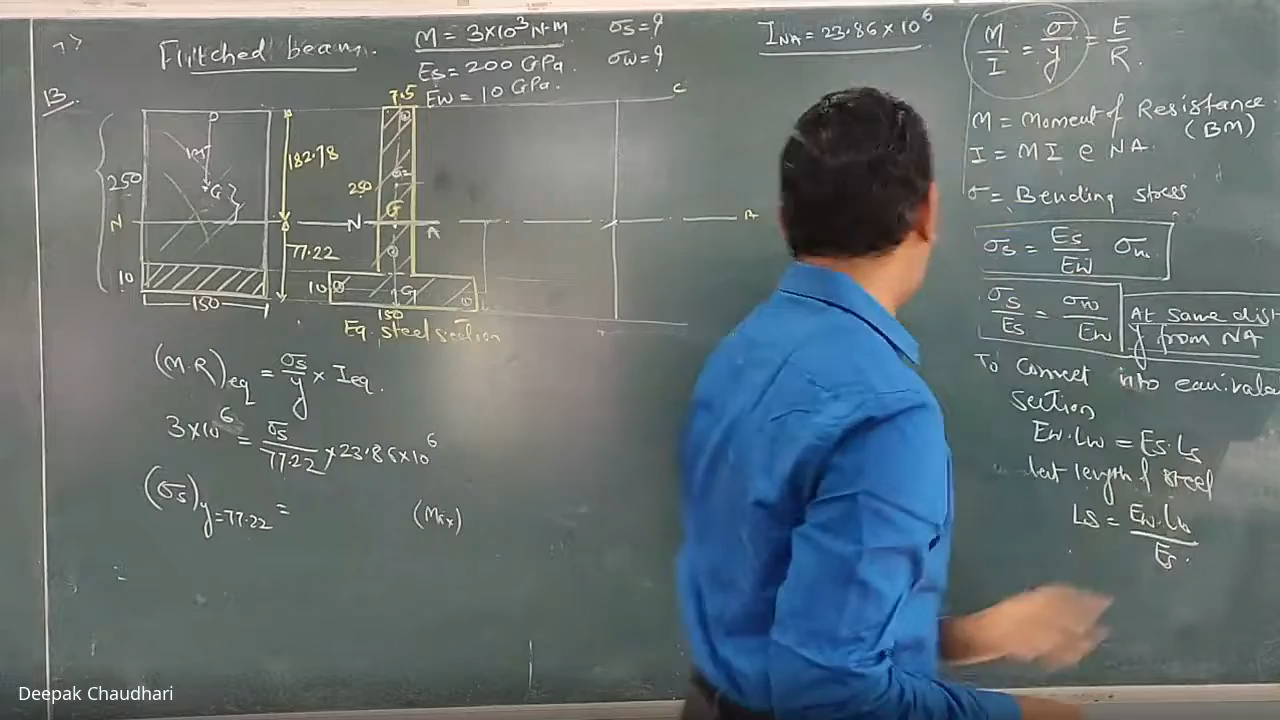 Flitched beam.
M = 3×10³ N·M σs = ?
Es = 200 GPa. σw = ?
Ew = 10 GPa.
I_NA = 23.86×10⁶
M/I = σ/y = E/R
M = Moment of Resistance.
(BM)
I = MI @ NA.
σ = Bending stress
σs = Es/Ew σw
σs/Es = σw/Ew
At same dist
y from NA
To convert into equivale
section
Ew·Lw = Es·Ls
length of steel
Ls = Ew·Lw/Es.
13.
7.5
C
250
182.78
G
250
G
N
N
A
A
77.22
10
10
G
150
150
Eq. steel section
(M·R)eq = σs/y × Ieq.
3×10⁶ = σs/77.22 × 23.86×10⁶
(σs)y=77.22 =
(Max)
Deepak Chaudhari